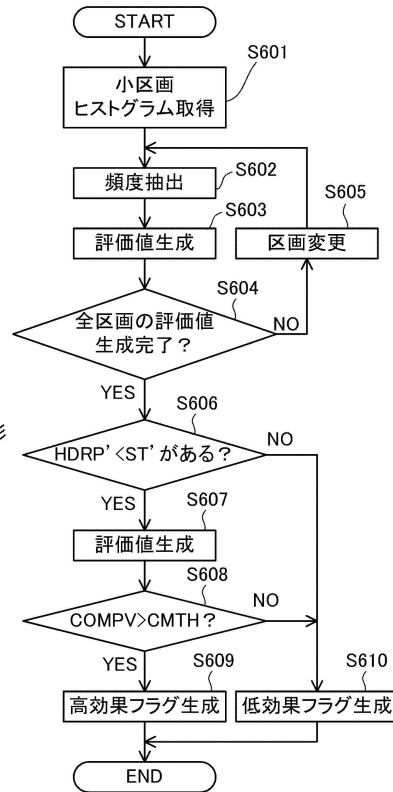 START
S601
小区画
ヒストグラム取得
S602
頻度抽出
S603
評価値生成
S605
区画変更
S604
全区画の評価値
生成完了？
NO
YES
S606
HDRP'<ST'がある？
NO
YES
S607
評価値生成
S608
COMPV>CMTH？
NO
YES
S609
高効果フラグ生成
S610
低効果フラグ生成
END